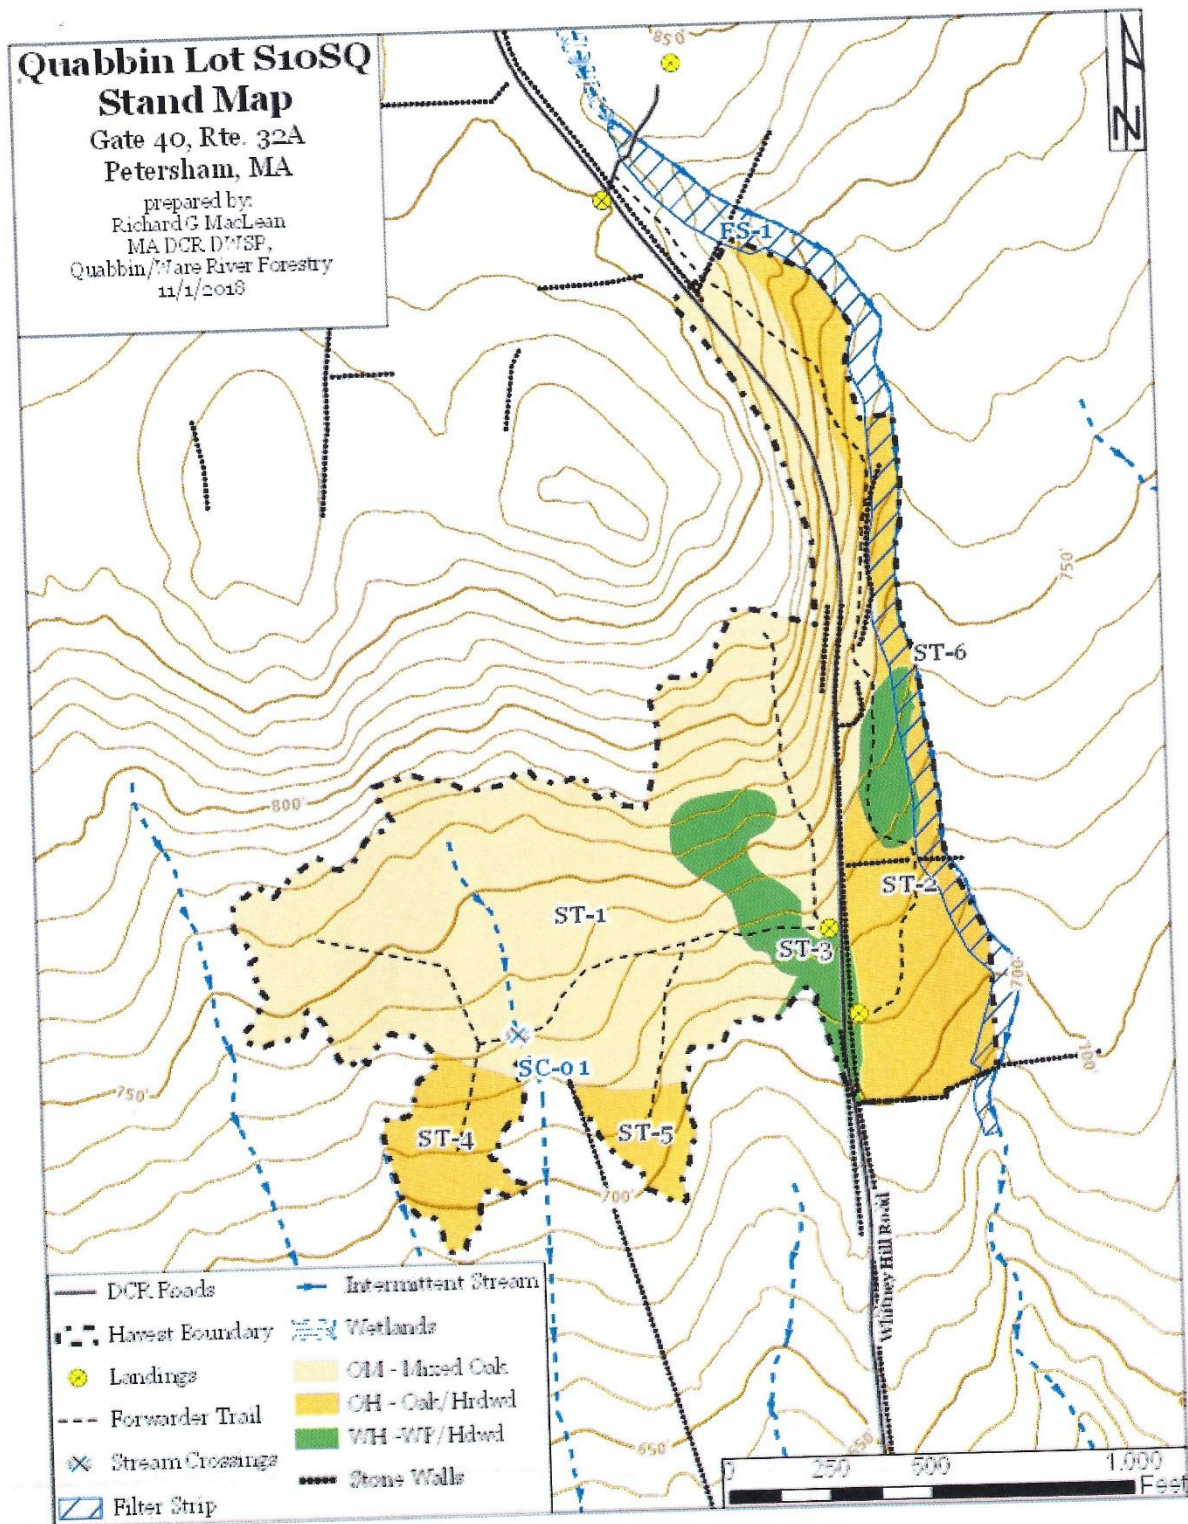 Quabbin Lot S10SQ
Stand Map
Gate 40, Rte. 32A
Petersham, MA
prepared by:
Richard G MacLean
MA DCR DWSP,
Quabbin/Ware River Forestry
11/1/2018
850'
N
FS-1
750'
ST-6
800'
ST-2
ST-1
ST-3
700'
SC-01
100'
750'
ST-4
ST-5
700'
Whitney Hill Road
650'
650'
DCR Roads
Havest Boundary
Landings
Forwarder Trail
Stream Crossings
Filter Strip
Intermittent Stream
Wetlands
OM - Mixed Oak
OH - Oak/Hrdwd
WH -WP/Hdwd
Stone Walls
0 250 500 1,000
Feet